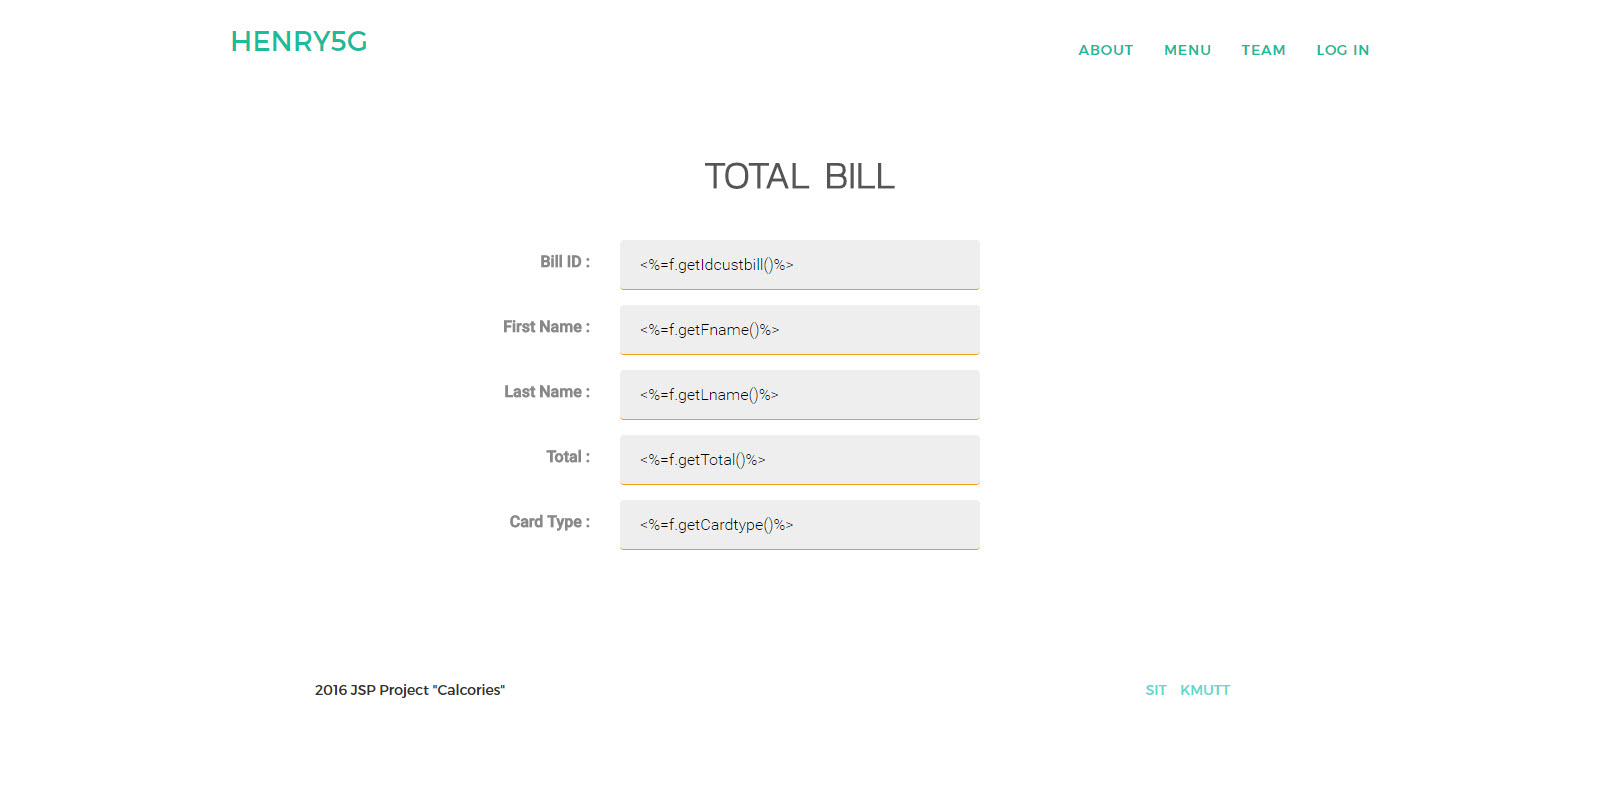 HENRY5G
ABOUT MENU TEAM LOG IN
TOTAL BILL
Bill ID : <%=f.getIdcustbill()%>
First Name : <%=f.getFname()%>
Last Name : <%=f.getLname()%>
Total : <%=f.getTotal()%>
Card Type : <%=f.getCardtype()%>
2016 JSP Project "Calcories"
SIT KMUTT